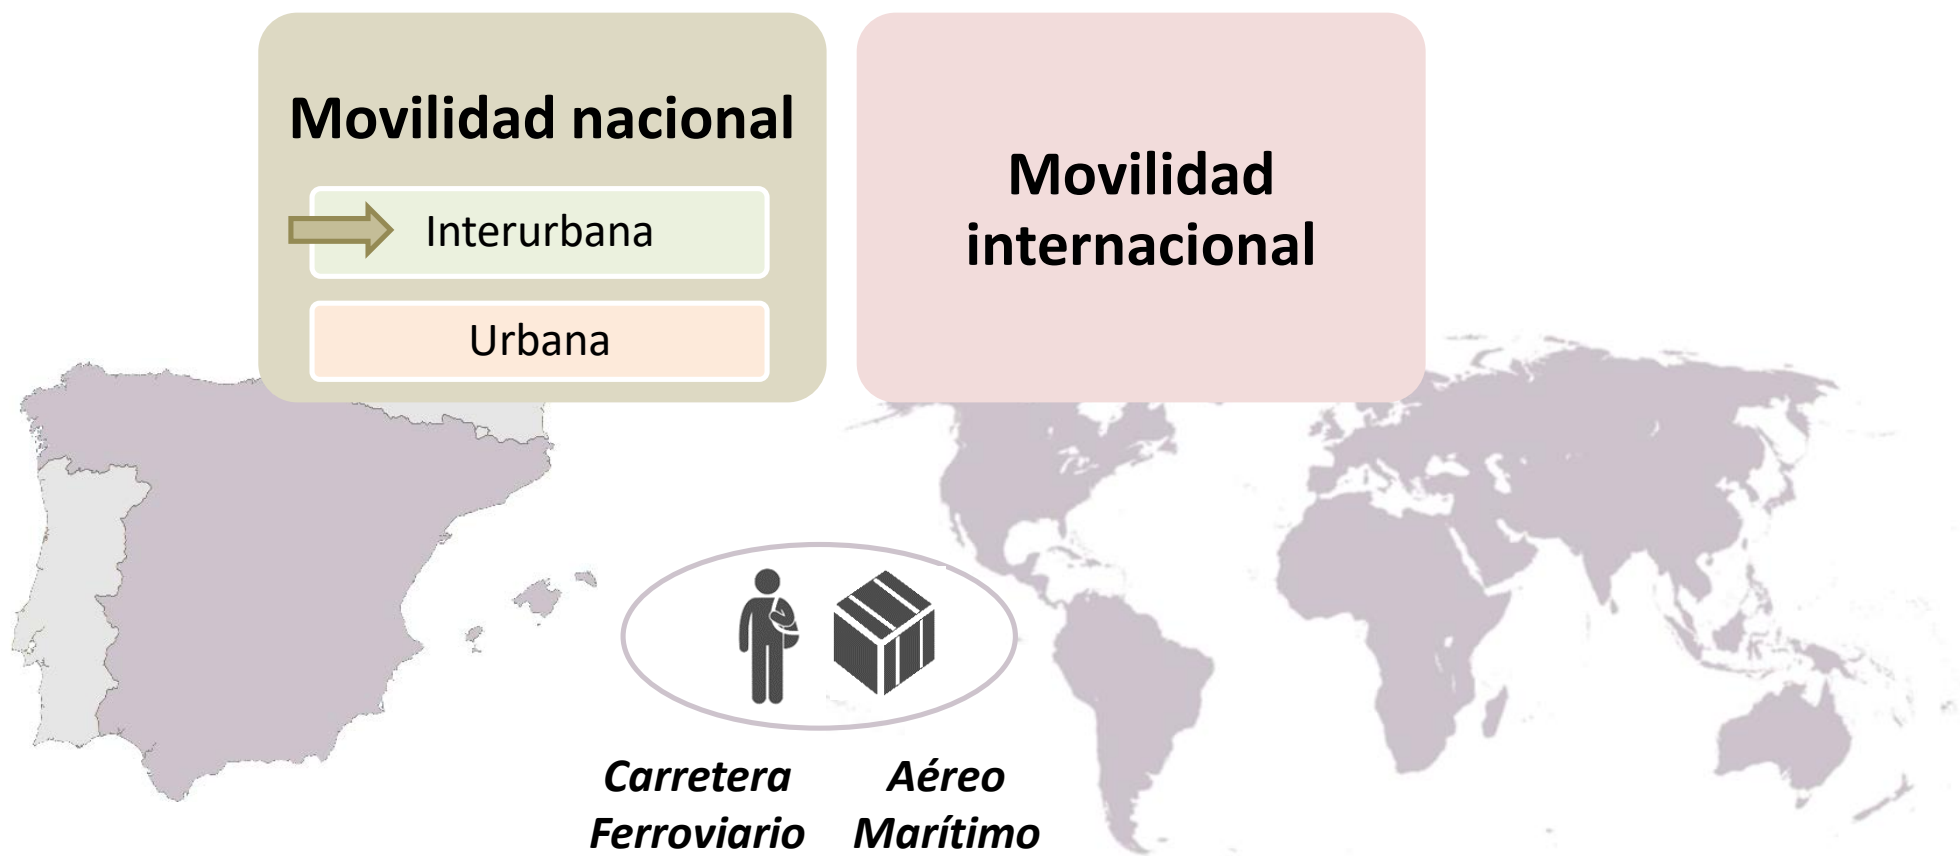 Movilidad nacional
Interurbana
Urbana
Movilidad
internacional
Carretera
Ferroviario
Aéreo
Marítimo